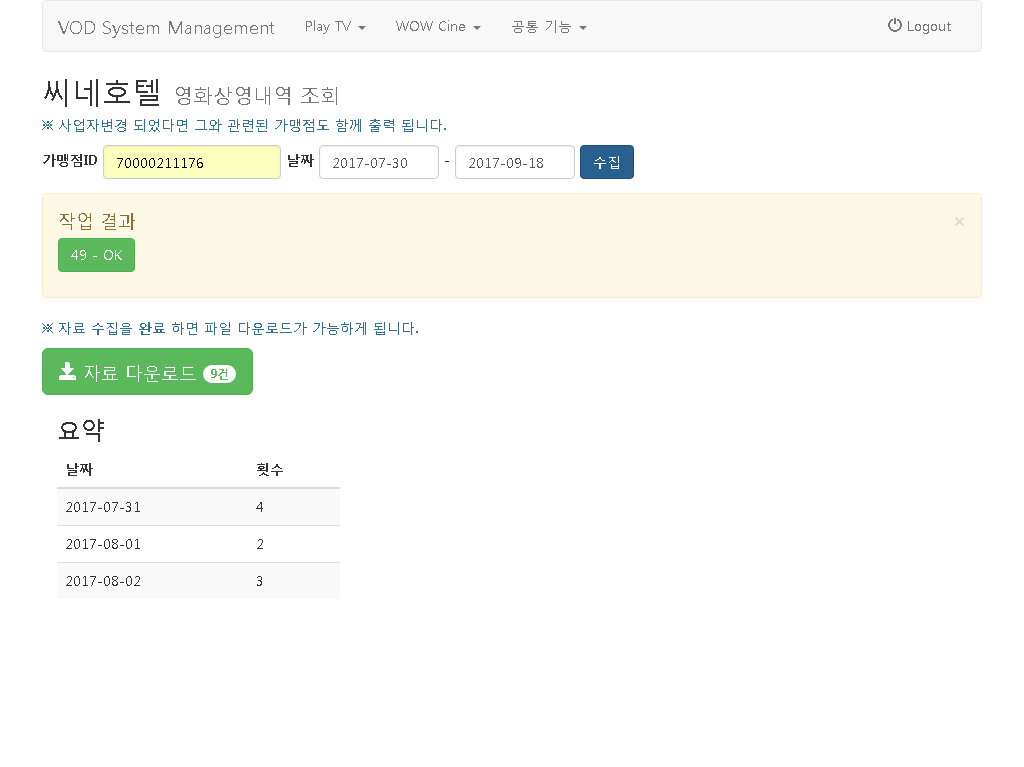 VOD System Management Play TV WOW Cine 공통 기능 Logout
씨네호텔 영화상영내역 조회
※ 사업자변경 되었다면 그와 관련된 가맹점도 함께 출력 됩니다.
가맹점ID 70000211176 날짜 2017-07-30 - 2017-09-18 수집
작업 결과 ×
49 - OK
※ 자료 수집을 완료 하면 파일 다운로드가 가능하게 됩니다.
자료 다운로드 9건
요약
날짜 횟수
2017-07-31 4
2017-08-01 2
2017-08-02 3